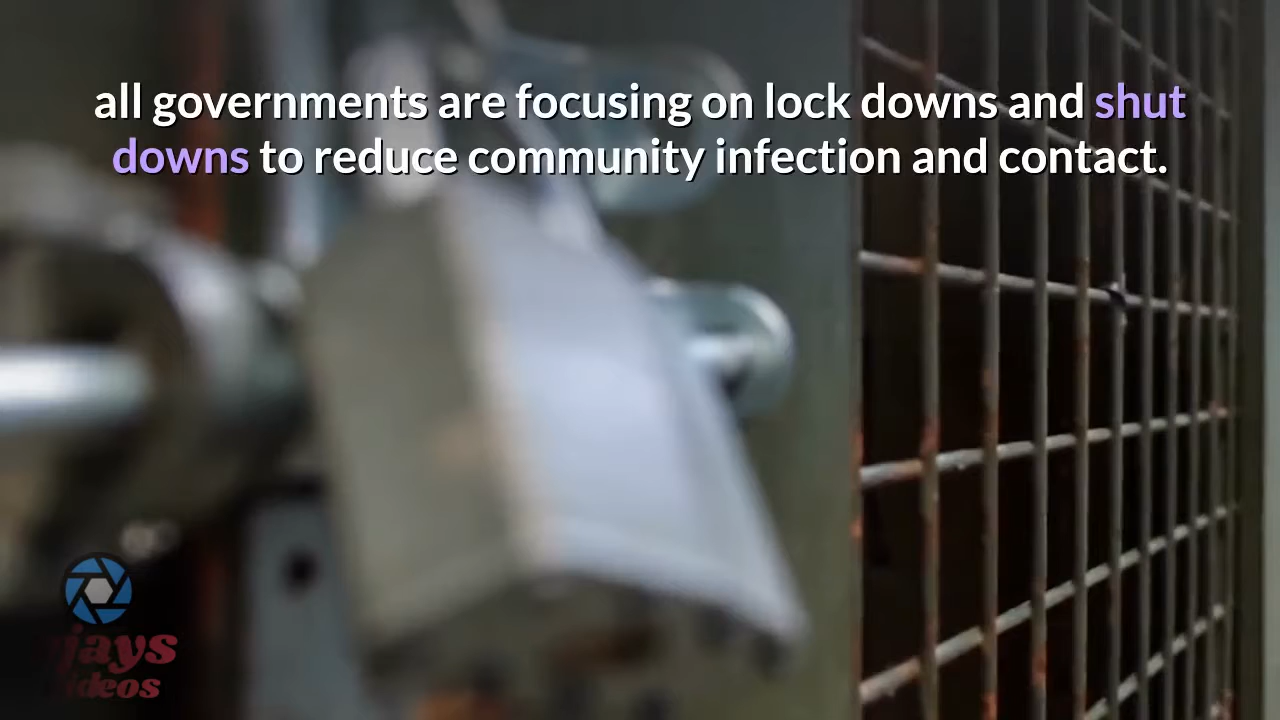 all governments are focusing on lock downs and shut
downs to reduce community infection and contact.